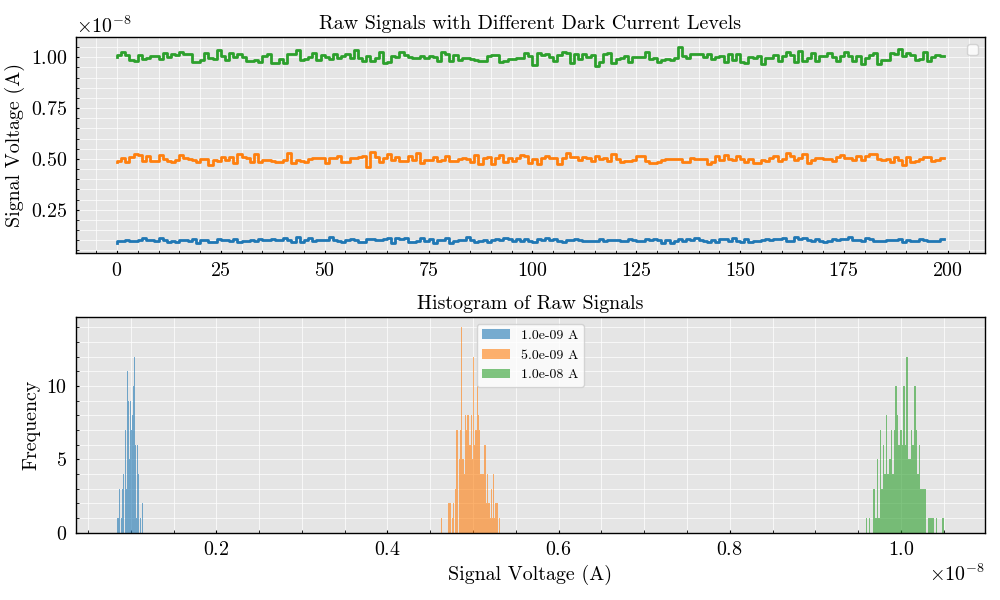 Raw Signals with Different Dark Current Levels
×10⁻⁸
Signal Voltage (A)
1.00
0.75
0.50
0.25
0 25 50 75 100 125 150 175 200
Histogram of Raw Signals
1.0e-09 A
5.0e-09 A
1.0e-08 A
Frequency
10
5
0
0.2 0.4 0.6 0.8 1.0
Signal Voltage (A)
×10⁻⁸